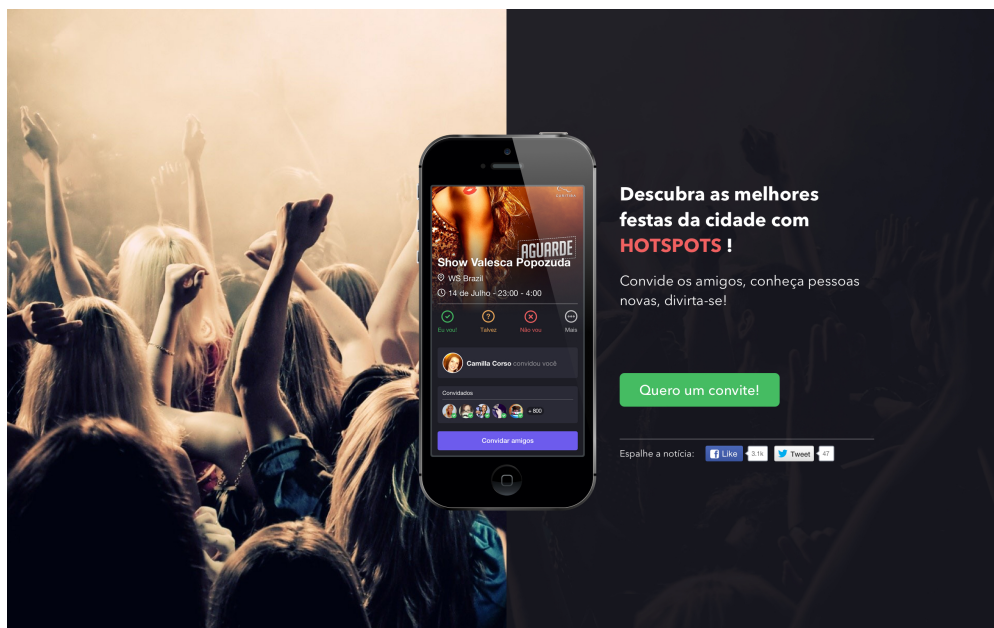 AGUARDE
Show Valesca Popozuda
WS Brazil
14 de Julho - 23:00 - 4:00
Eu vou!
Talvez
Não vou
Mais
Camilla Corso convidou você
Convidados
+ 800
Convidar amigos
Descubra as melhores
festas da cidade com
HOTSPOTS !
Convide os amigos, conheça pessoas
novas, divirta-se!
Quero um convite!
Espalhe a notícia:
Like
3.1k
Tweet
47